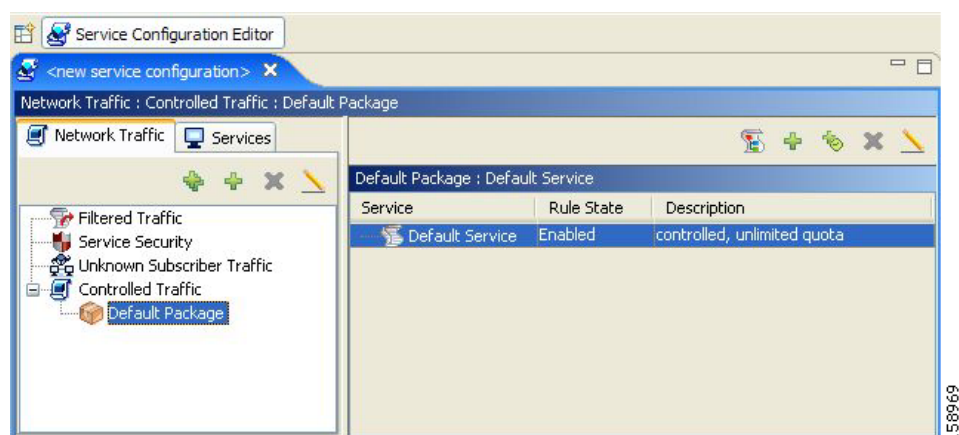 Service Configuration Editor
<new service configuration>
Network Traffic : Controlled Traffic : Default Package
Network Traffic Services
Default Package : Default Service
Service Rule State Description
Default Service Enabled controlled, unlimited quota
Filtered Traffic
Service Security
Unknown Subscriber Traffic
Controlled Traffic
Default Package